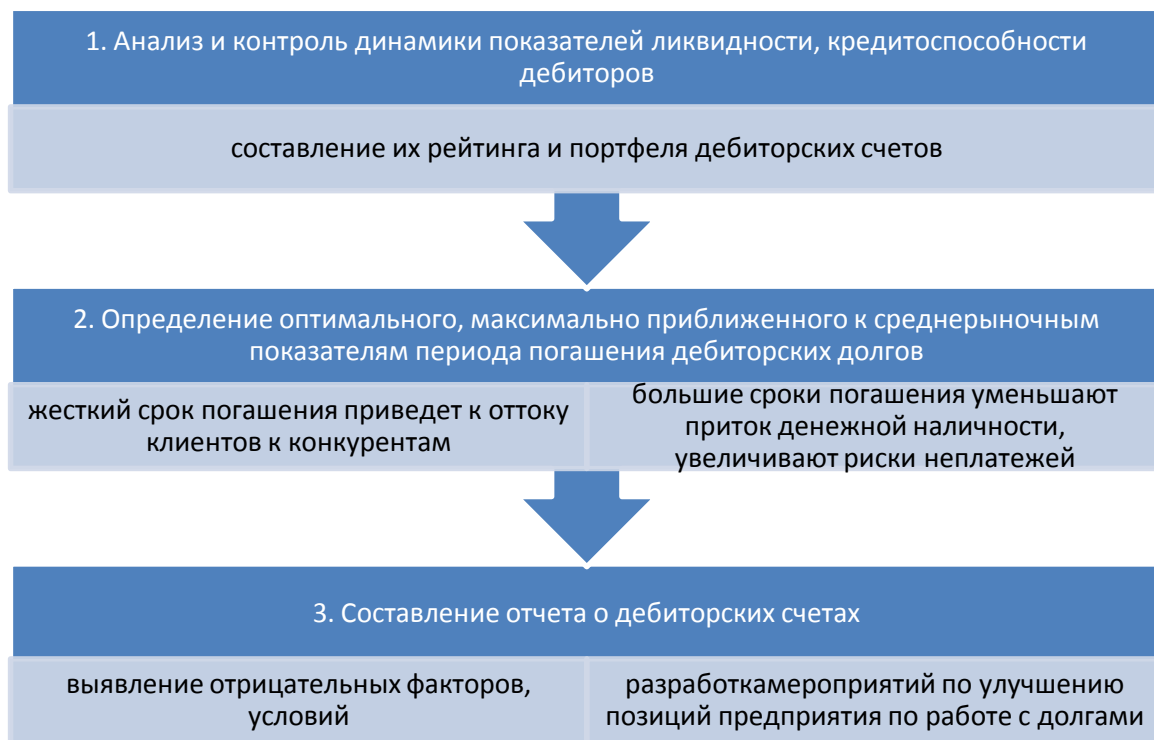 1. Анализ и контроль динамики показателей ликвидности, кредитоспособности
дебиторов
составление их рейтинга и портфеля дебиторских счетов
2. Определение оптимального, максимально приближенного к среднерыночным
показателям периода погашения дебиторских долгов
жесткий срок погашения приведет к оттоку
клиентов к конкурентам
большие сроки погашения уменьшают
приток денежной наличности,
увеличивают риски неплатежей
3. Составление отчета о дебиторских счетах
выявление отрицательных факторов,
условий
разработкамероприятий по улучшению
позиций предприятия по работе с долгами